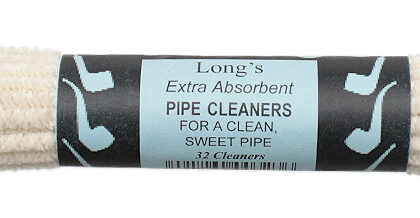 Long's
Extra Absorbent
PIPE CLEANERS
FOR A CLEAN,
SWEET PIPE
32 Cleaners